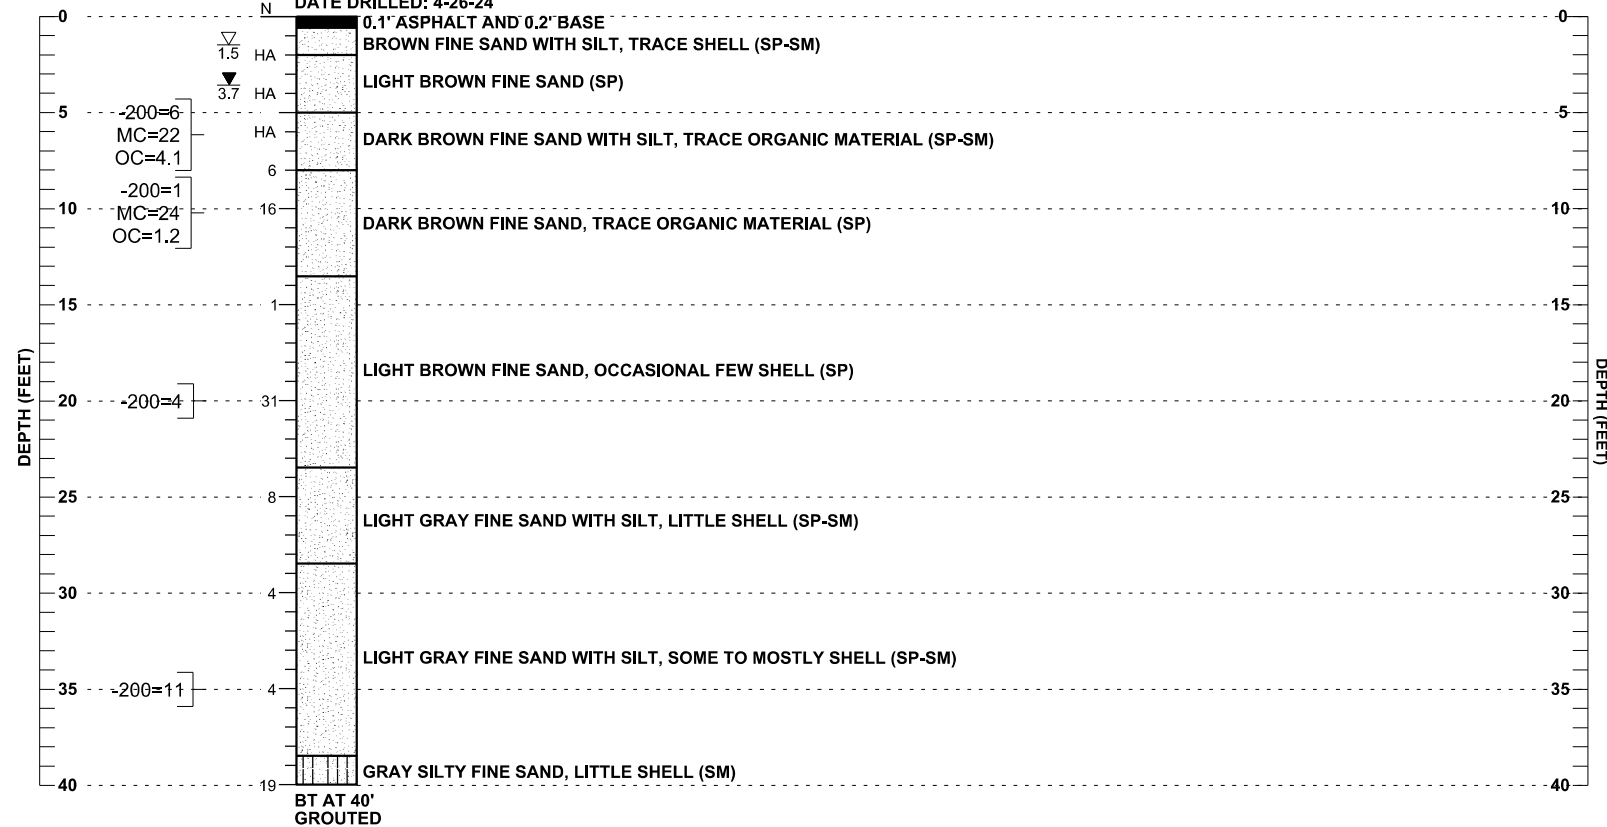 N DATE DRILLED: 4-26-24
0 0.1' ASPHALT AND 0.2' BASE 0
BROWN FINE SAND WITH SILT, TRACE SHELL (SP-SM)
1.5 HA
LIGHT BROWN FINE SAND (SP)
3.7 HA
5 -200=6 5
MC=22 HA DARK BROWN FINE SAND WITH SILT, TRACE ORGANIC MATERIAL (SP-SM)
OC=4.1
6
-200=1
10 MC=24 16 10
OC=1.2 DARK BROWN FINE SAND, TRACE ORGANIC MATERIAL (SP)
15 1 15
LIGHT BROWN FINE SAND, OCCASIONAL FEW SHELL (SP)
DEPTH (FEET) DEPTH (FEET)
20 -200=4 31 20
25 8 25
LIGHT GRAY FINE SAND WITH SILT, LITTLE SHELL (SP-SM)
30 4 30
LIGHT GRAY FINE SAND WITH SILT, SOME TO MOSTLY SHELL (SP-SM)
35 -200=11 4 35
GRAY SILTY FINE SAND, LITTLE SHELL (SM)
40 19 40
BT AT 40'
GROUTED